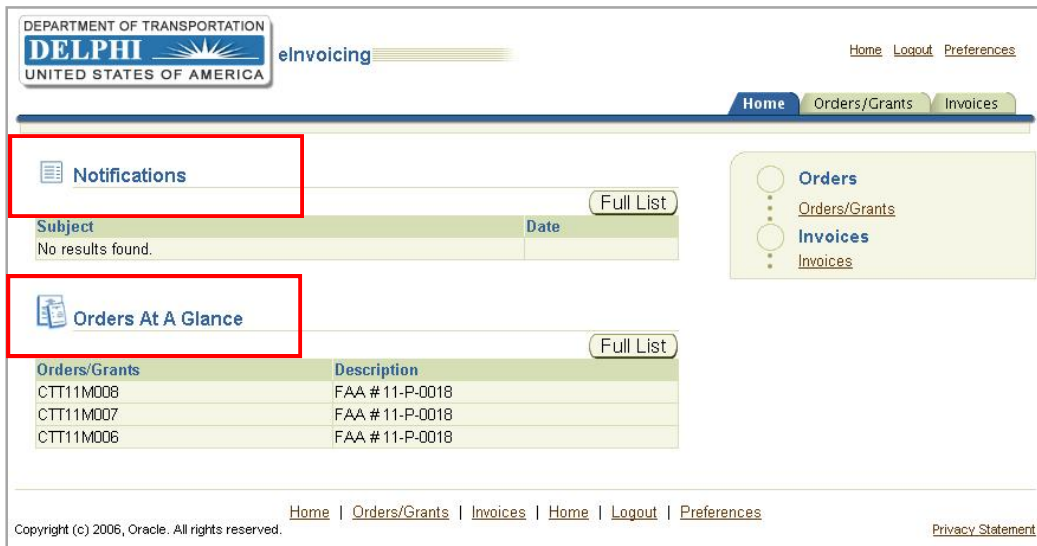 DEPARTMENT OF TRANSPORTATION
DELPHI
UNITED STATES OF AMERICA
eInvoicing
Home Logout Preferences
Home Orders/Grants Invoices
Notifications
Full List
Subject Date
No results found.
Orders At A Glance
Full List
Orders/Grants Description
CTT11M008 FAA # 11-P-0018
CTT11M007 FAA # 11-P-0018
CTT11M006 FAA # 11-P-0018
Orders
Orders/Grants
Invoices
Invoices
Home | Orders/Grants | Invoices | Home | Logout | Preferences
Copyright (c) 2006, Oracle. All rights reserved.
Privacy Statement